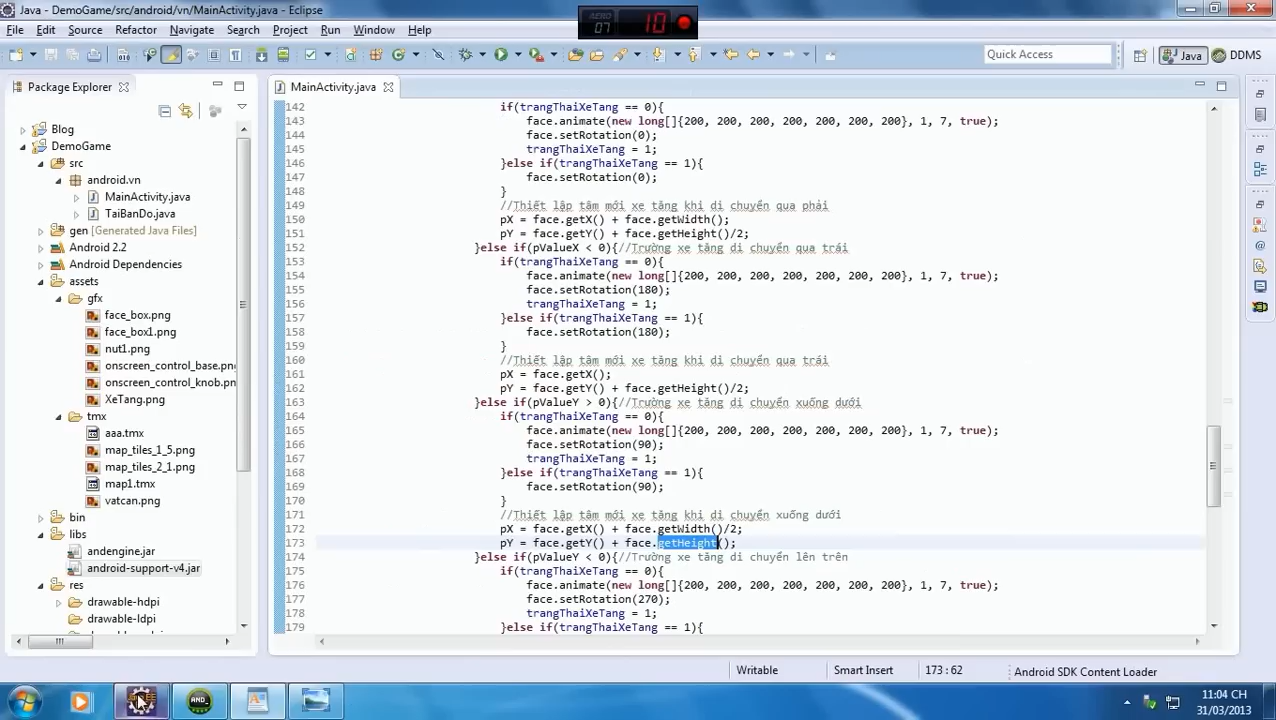 Java - DemoGame/src/android/vn/MainActivity.java - Eclipse
AERO
07
10
File Edit Source Refactor Navigate Search Project Run Window Help
Quick Access
Java
DDMS
Package Explorer
MainActivity.java
Blog
DemoGame
src
android.vn
MainActivity.java
TaiBanDo.java
gen [Generated Java Files]
Android 2.2
Android Dependencies
assets
gfx
face_box.png
face_box1.png
nut1.png
onscreen_control_base.png
onscreen_control_knob.png
XeTang.png
tmx
aaa.tmx
map_tiles_1_5.png
map_tiles_2_1.png
map1.tmx
vatcan.png
bin
libs
andengine.jar
android-support-v4.jar
res
drawable-hdpi
drawable-ldpi
142 if(trangThaiXeTang == 0){
143 face.animate(new long[]{200, 200, 200, 200, 200, 200, 200}, 1, 7, true);
144 face.setRotation(0);
145 trangThaiXeTang = 1;
146 }else if(trangThaiXeTang == 1){
147 face.setRotation(0);
148 }
149 //Thiết lập tâm mới xe tăng khi di chuyển qua phải
150 pX = face.getX() + face.getWidth();
151 pY = face.getY() + face.getHeight()/2;
152 }else if(pValueX < 0){//Trường xe tăng di chuyển qua trái
153 if(trangThaiXeTang == 0){
154 face.animate(new long[]{200, 200, 200, 200, 200, 200, 200}, 1, 7, true);
155 face.setRotation(180);
156 trangThaiXeTang = 1;
157 }else if(trangThaiXeTang == 1){
158 face.setRotation(180);
159 }
160 //Thiết lập tâm mới xe tăng khi di chuyển qua trái
161 pX = face.getX();
162 pY = face.getY() + face.getHeight()/2;
163 }else if(pValueY > 0){//Trường xe tăng di chuyển xuống dưới
164 if(trangThaiXeTang == 0){
165 face.animate(new long[]{200, 200, 200, 200, 200, 200, 200}, 1, 7, true);
166 face.setRotation(90);
167 trangThaiXeTang = 1;
168 }else if(trangThaiXeTang == 1){
169 face.setRotation(90);
170 }
171 //Thiết lập tâm mới xe tăng khi di chuyển xuống dưới
172 pX = face.getX() + face.getWidth()/2;
173 pY = face.getY() + face.getHeight();
174 }else if(pValueY < 0){//Trường xe tăng di chuyển lên trên
175 if(trangThaiXeTang == 0){
176 face.animate(new long[]{200, 200, 200, 200, 200, 200, 200}, 1, 7, true);
177 face.setRotation(270);
178 trangThaiXeTang = 1;
179 }else if(trangThaiXeTang == 1){
Writable
Smart Insert
173 : 62
Android SDK Content Loader
AND
11:04 CH
31/03/2013